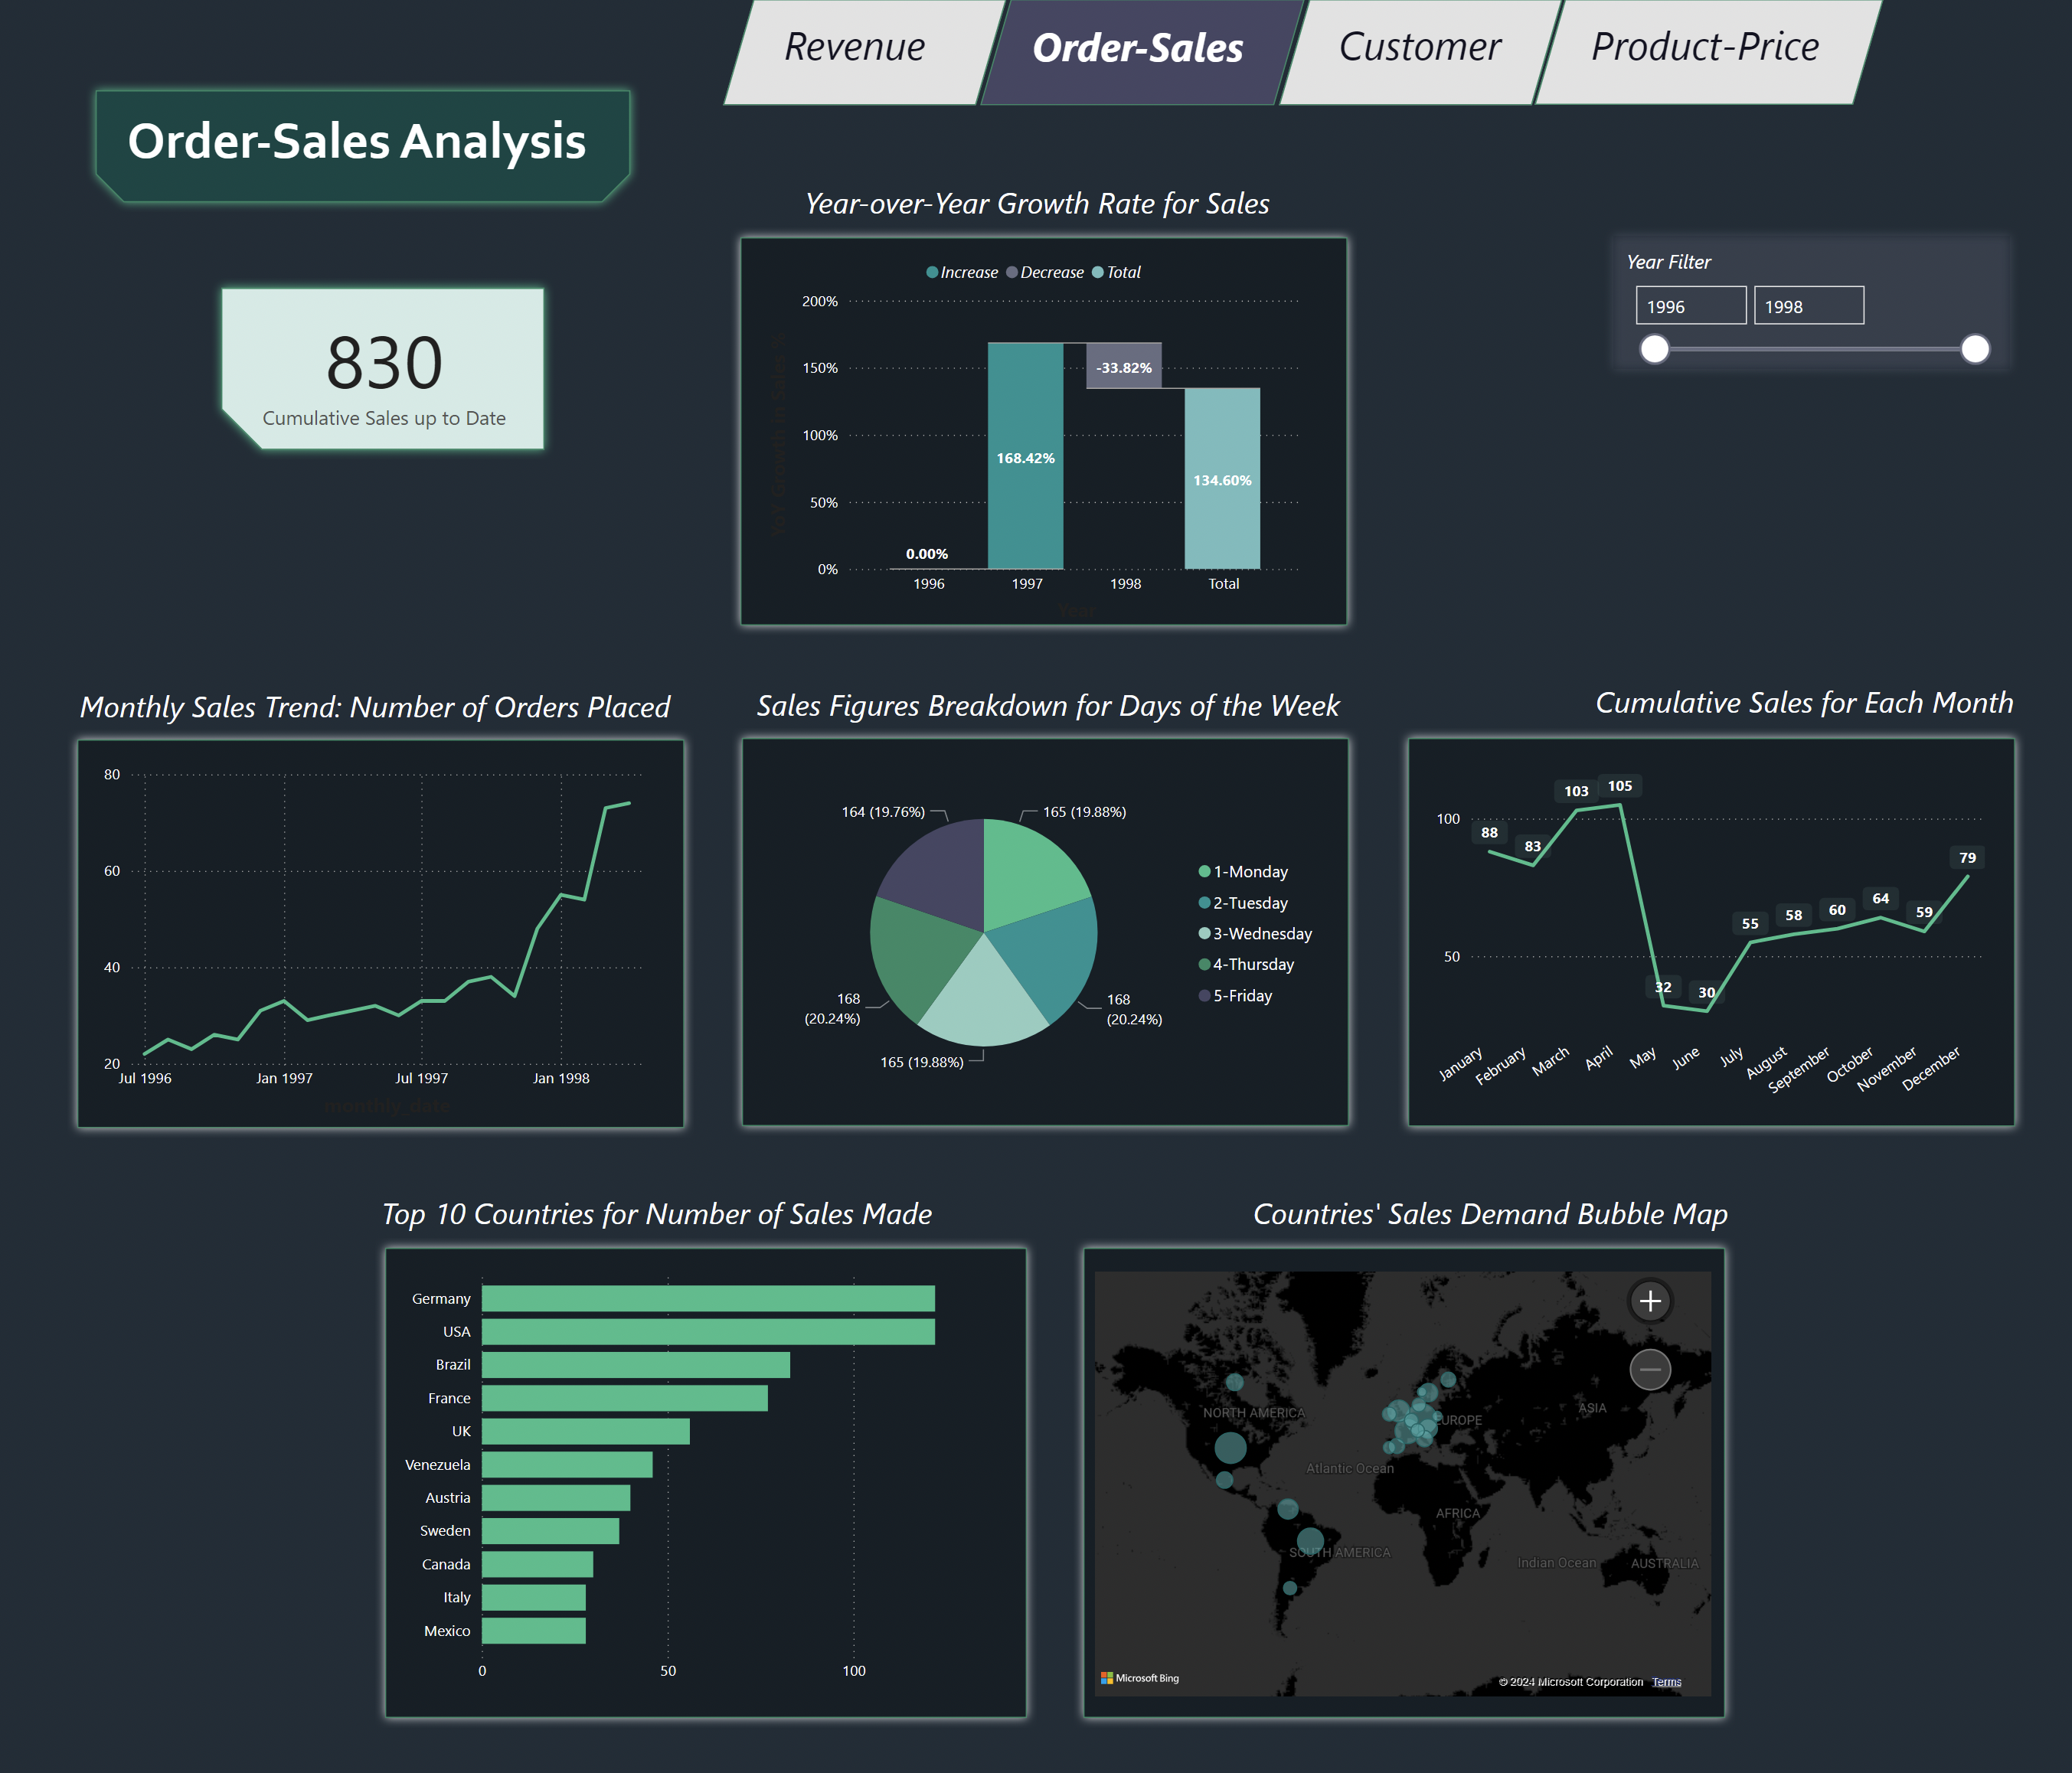 Revenue
Order-Sales
Customer
Product-Price
Order-Sales Analysis
830
Cumulative Sales up to Date
Year-over-Year Growth Rate for Sales
Increase Decrease Total
YoY Growth in Sales %
200%
150%
100%
50%
0%
0.00%
168.42%
-33.82%
134.60%
1996
1997
1998
Total
Year
Year Filter
1996
1998
Monthly Sales Trend: Number of Orders Placed
80
60
40
20
Jul 1996
Jan 1997
Jul 1997
Jan 1998
monthly_date
Sales Figures Breakdown for Days of the Week
164 (19.76%)
165 (19.88%)
168
(20.24%)
168
(20.24%)
165 (19.88%)
1-Monday
2-Tuesday
3-Wednesday
4-Thursday
5-Friday
Cumulative Sales for Each Month
100
50
88
83
103
105
32
30
55
58
60
64
59
79
January
February
March
April
May
June
July
August
September
October
November
December
Top 10 Countries for Number of Sales Made
Germany
USA
Brazil
France
UK
Venezuela
Austria
Sweden
Canada
Italy
Mexico
0
50
100
Countries' Sales Demand Bubble Map
NORTH AMERICA
EUROPE
ASIA
Atlantic Ocean
AFRICA
SOUTH AMERICA
Indian Ocean
AUSTRALIA
Microsoft Bing
© 2024 Microsoft Corporation Terms